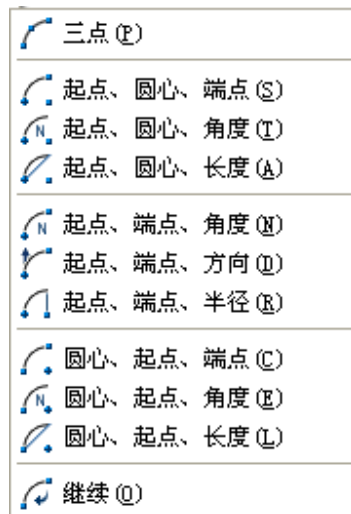 三点(P)
起点、圆心、端点(S)
起点、圆心、角度(T)
起点、圆心、长度(A)
起点、端点、角度(N)
起点、端点、方向(D)
起点、端点、半径(R)
圆心、起点、端点(C)
圆心、起点、角度(E)
圆心、起点、长度(L)
继续(O)